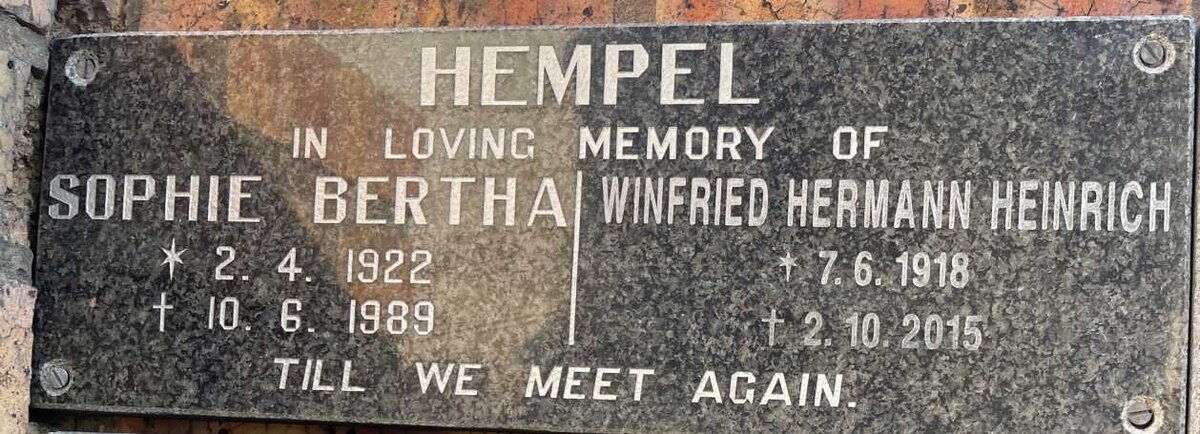 HEMPEL
IN LOVING MEMORY OF
SOPHIE BERTHA
* 2. 4. 1922
† 10. 6. 1989
WINFRIED HERMANN HEINRICH
* 7.6.1918
† 2.10.2015
TILL WE MEET AGAIN.